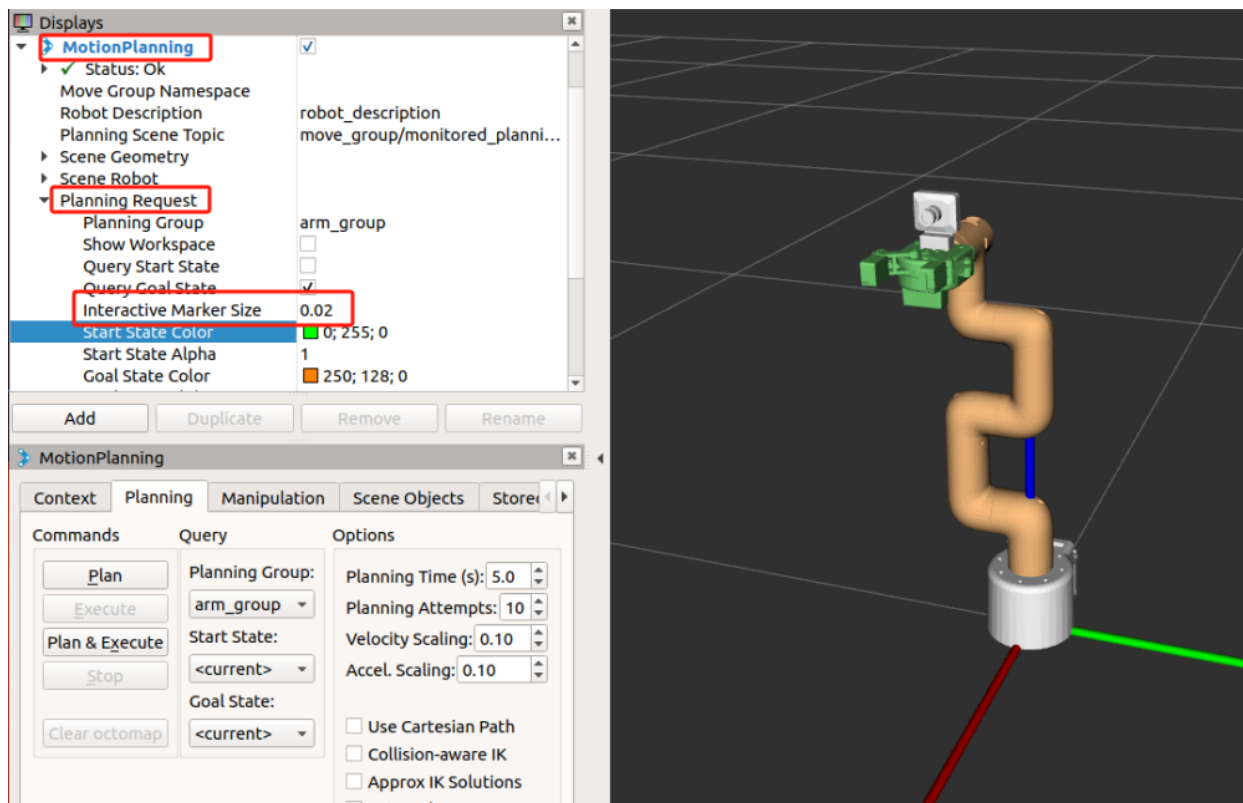 Displays
MotionPlanning
Status: Ok
Move Group Namespace
Robot Description robot_description
Planning Scene Topic move_group/monitored_planni...
Scene Geometry
Scene Robot
Planning Request
Planning Group arm_group
Show Workspace
Query Start State
Query Goal State
Interactive Marker Size 0.02
Start State Color 0; 255; 0
Start State Alpha 1
Goal State Color 250; 128; 0
Add Duplicate Remove Rename
MotionPlanning
Context Planning Manipulation Scene Objects Store
Commands Query Options
Plan Planning Group: Planning Time (s): 5.0
Execute arm_group Planning Attempts: 10
Plan & Execute Start State: Velocity Scaling: 0.10
Stop <current> Accel. Scaling: 0.10
Goal State:
Clear octomap <current> Use Cartesian Path
Collision-aware IK
Approx IK Solutions